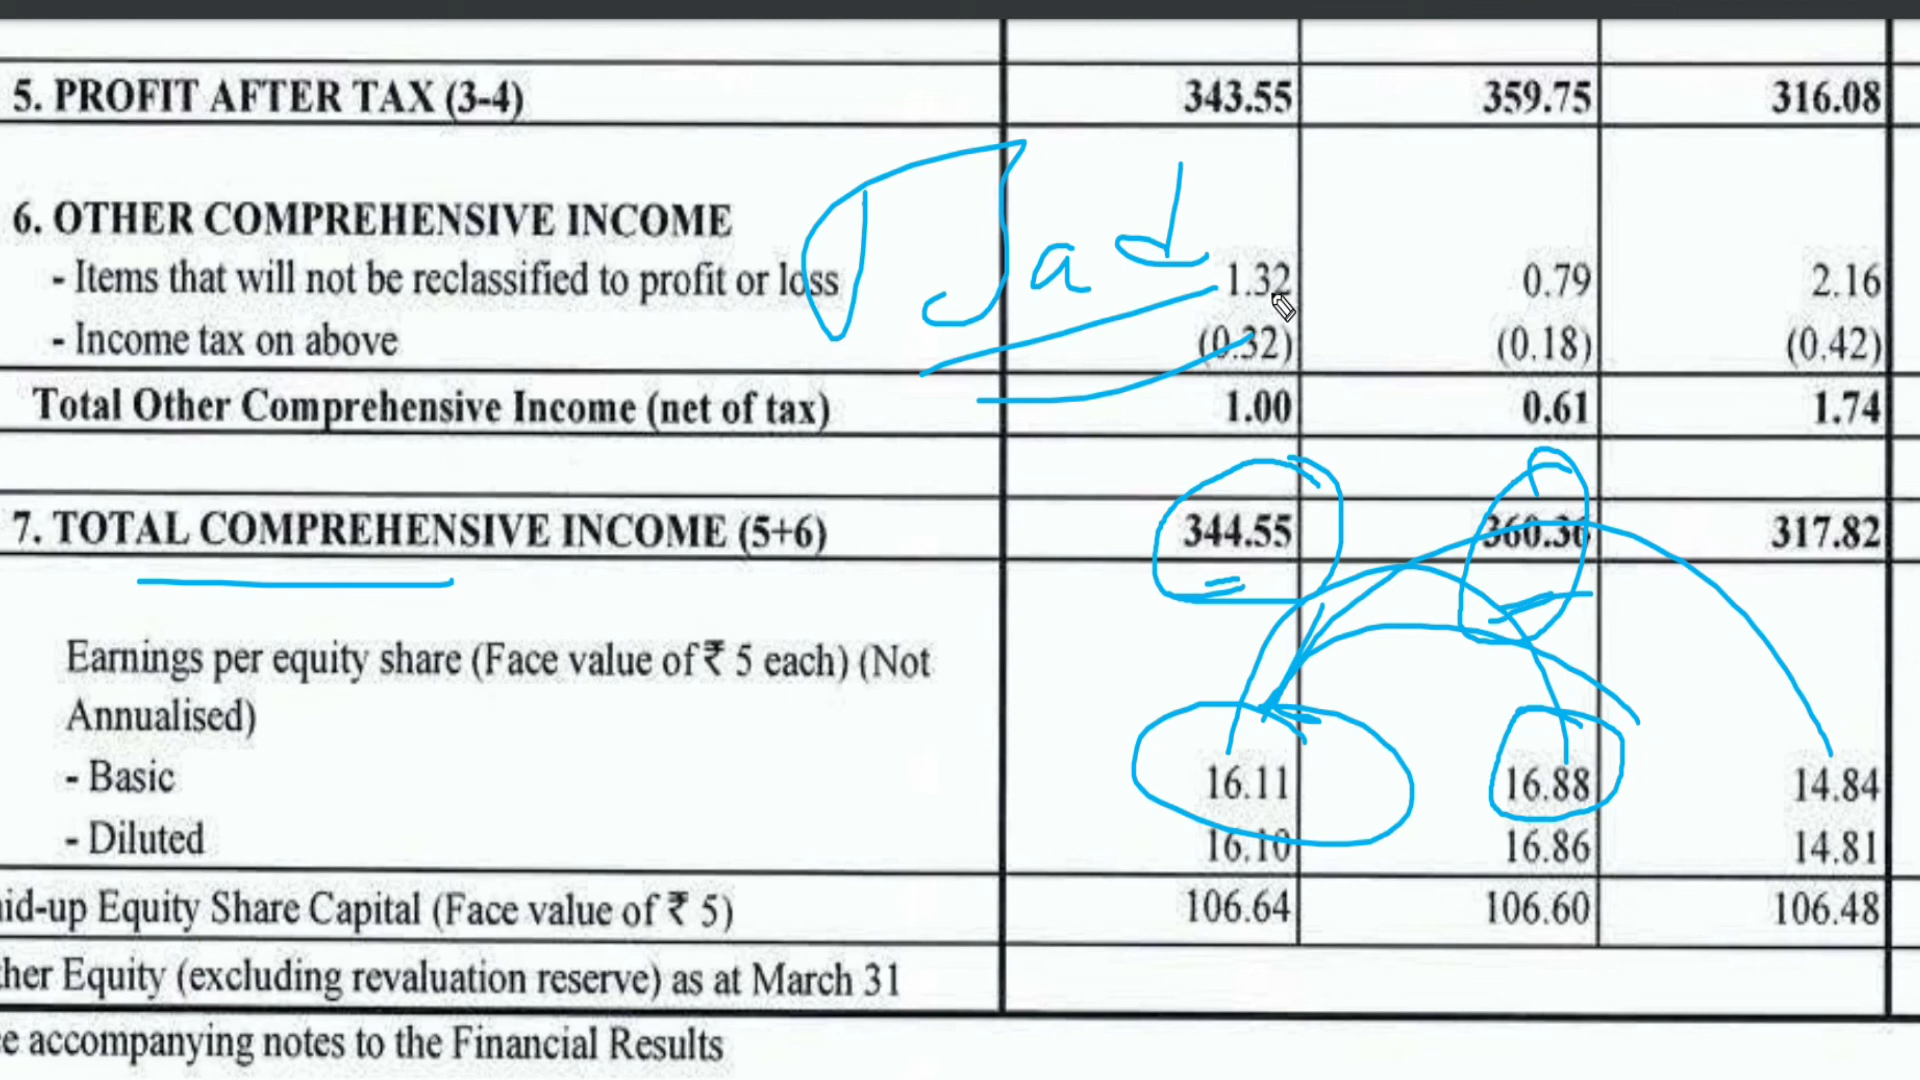 5. PROFIT AFTER TAX (3-4) 343.55 359.75 316.08
6. OTHER COMPREHENSIVE INCOME
- Items that will not be reclassified to profit or loss 1.32 0.79 2.16
- Income tax on above (0.32) (0.18) (0.42)
Total Other Comprehensive Income (net of tax) 1.00 0.61 1.74
7. TOTAL COMPREHENSIVE INCOME (5+6) 344.55 360.36 317.82
Earnings per equity share (Face value of ₹ 5 each) (Not
Annualised)
- Basic 16.11 16.88 14.84
- Diluted 16.10 16.86 14.81
aid-up Equity Share Capital (Face value of ₹ 5) 106.64 106.60 106.48
ther Equity (excluding revaluation reserve) as at March 31
e accompanying notes to the Financial Results